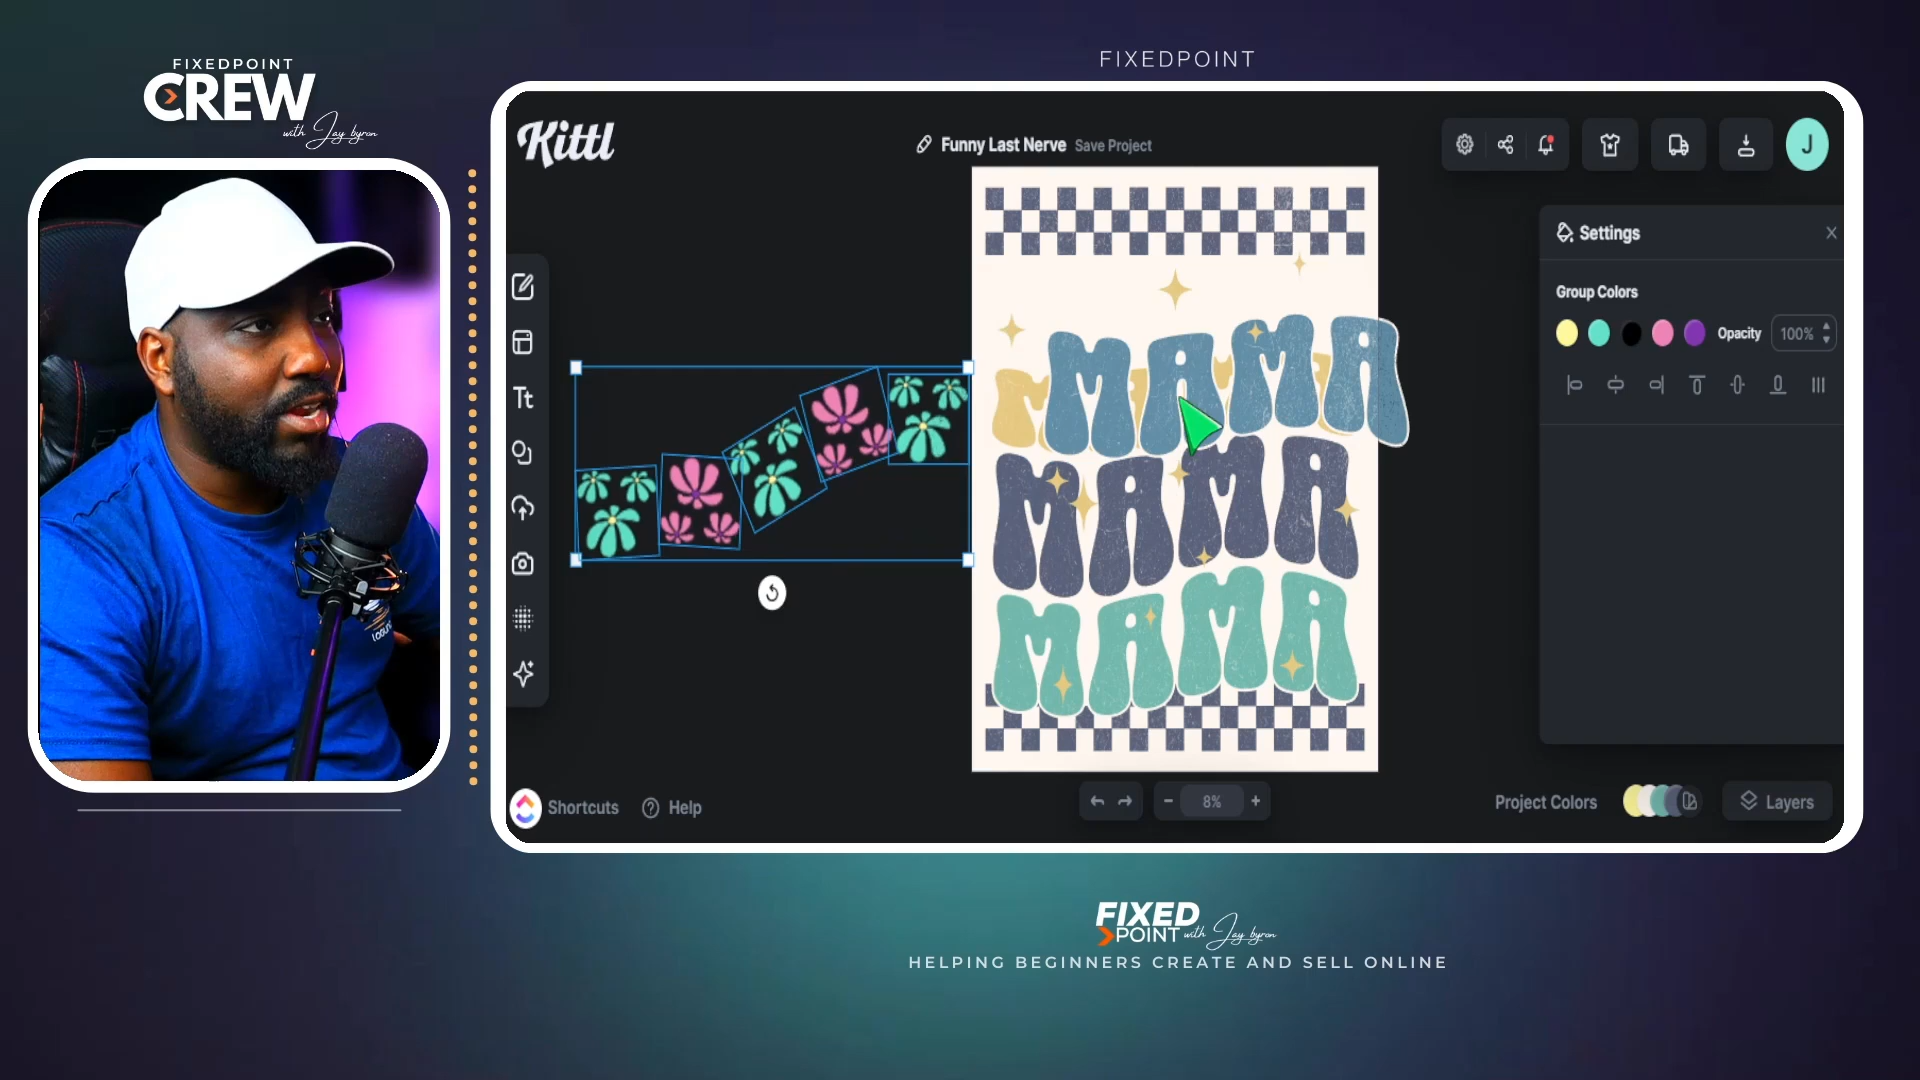 FIXEDPOINT
CREW
with Jay byron
FIXEDPOINT
Kittl
Funny Last Nerve Save Project
J
Settings X
Group Colors
Opacity 100%
Tt
MAMA
MAMA
MAMA
Shortcuts
? Help
- 8% +
Project Colors
Layers
FIXED
POINT with Jay byron
HELPING BEGINNERS CREATE AND SELL ONLINE